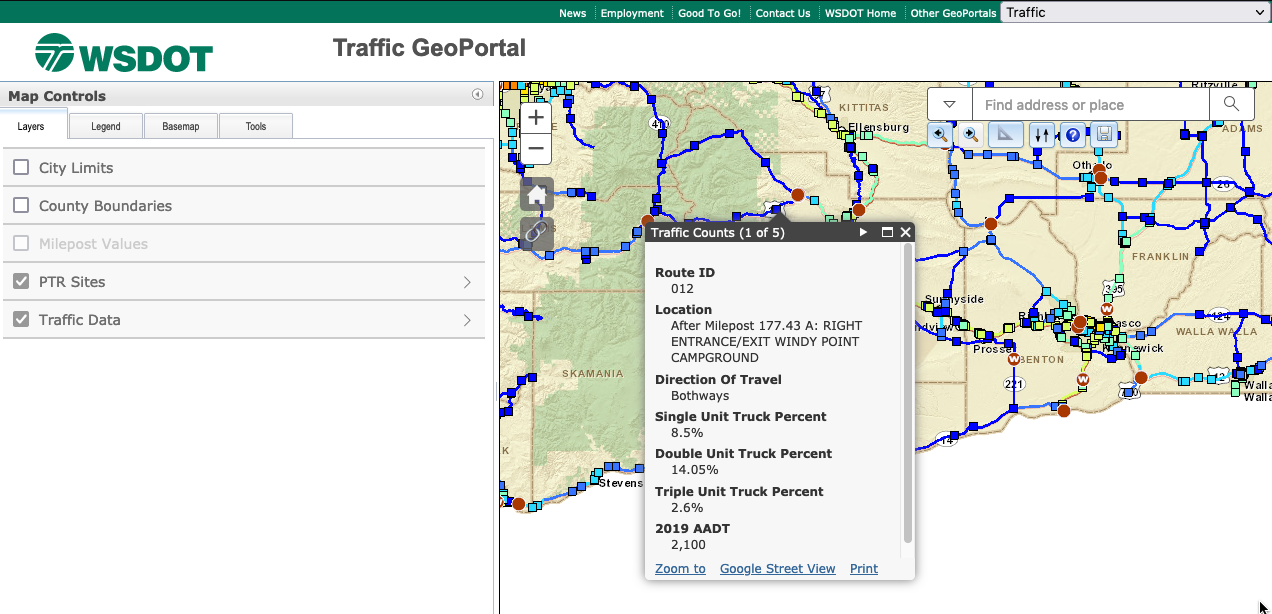 News Employment Good To Go! Contact Us WSDOT Home Other GeoPortals Traffic
WSDOT
Traffic GeoPortal
Map Controls
Layers Legend Basemap Tools
City Limits
County Boundaries
Milepost Values
PTR Sites
Traffic Data
Find address or place
KITTITAS
Ellensburg
Ritzville
ADAMS
410
26
FRANKLIN
395
Sunnyside
WALLA WALLA
Prosser
BENTON
221
14
SKAMANIA
Stevens
Walla
Walla
Traffic Counts (1 of 5)
Route ID
012
Location
After Milepost 177.43 A: RIGHT
ENTRANCE/EXIT WINDY POINT
CAMPGROUND
Direction Of Travel
Bothways
Single Unit Truck Percent
8.5%
Double Unit Truck Percent
14.05%
Triple Unit Truck Percent
2.6%
2019 AADT
2,100
Zoom to Google Street View Print